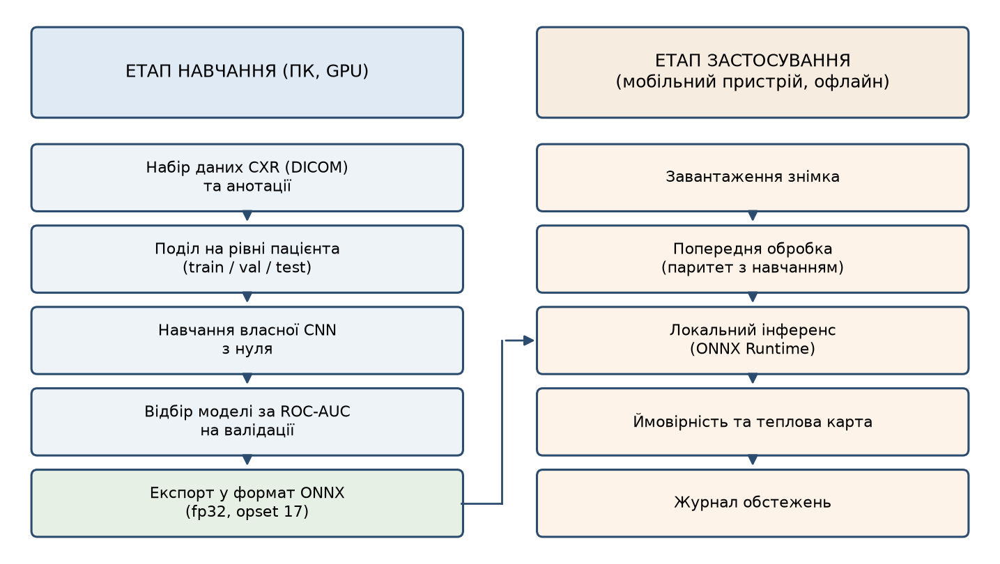 ЕТАП НАВЧАННЯ (ПК, GPU)
Набір даних CXR (DICOM)
та анотації
Поділ на рівні пацієнта
(train / val / test)
Навчання власної CNN
з нуля
Відбір моделі за ROC-AUC
на валідації
Експорт у формат ONNX
(fp32, opset 17)
ЕТАП ЗАСТОСУВАННЯ
(мобільний пристрій, офлайн)
Завантаження знімка
Попередня обробка
(паритет з навчанням)
Локальний інференс
(ONNX Runtime)
Ймовірність та теплова карта
Журнал обстежень